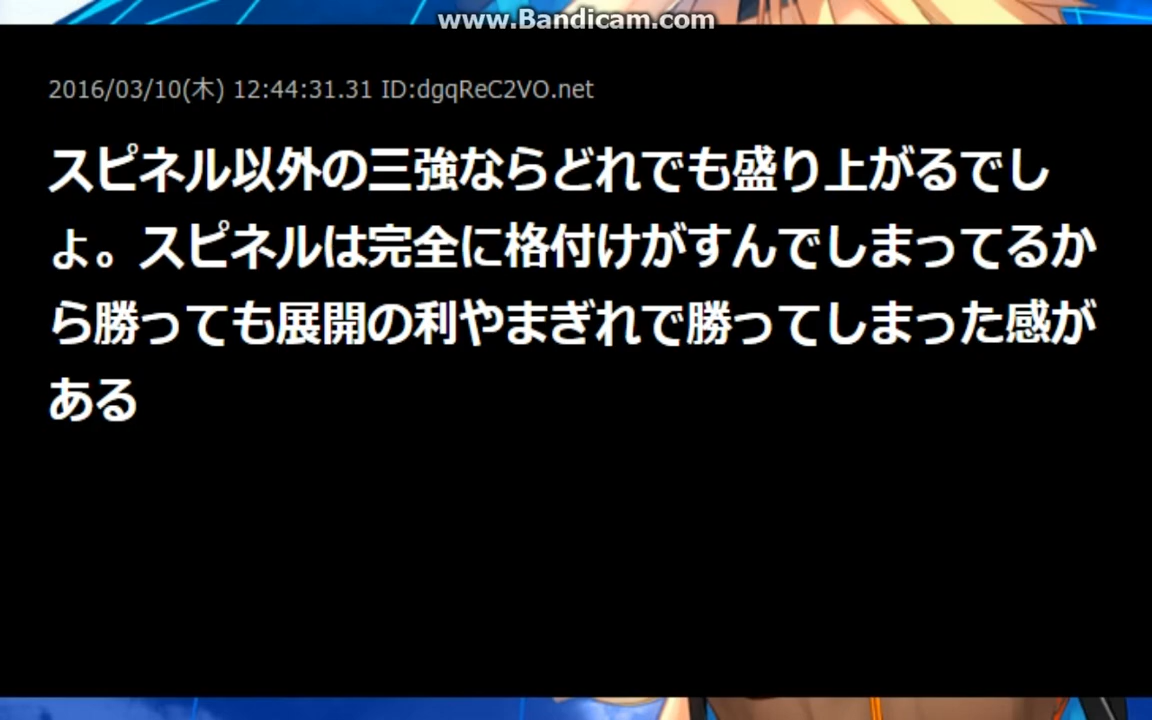 www.Bandicam.com
2016/03/10(木) 12:44:31.31 ID:dgqReC2VO.net
スピネル以外の三強ならどれでも盛り上がるでし
ょ。スピネルは完全に格付けがすんでしまってるか
ら勝っても展開の利やまぎれで勝ってしまった感が
ある